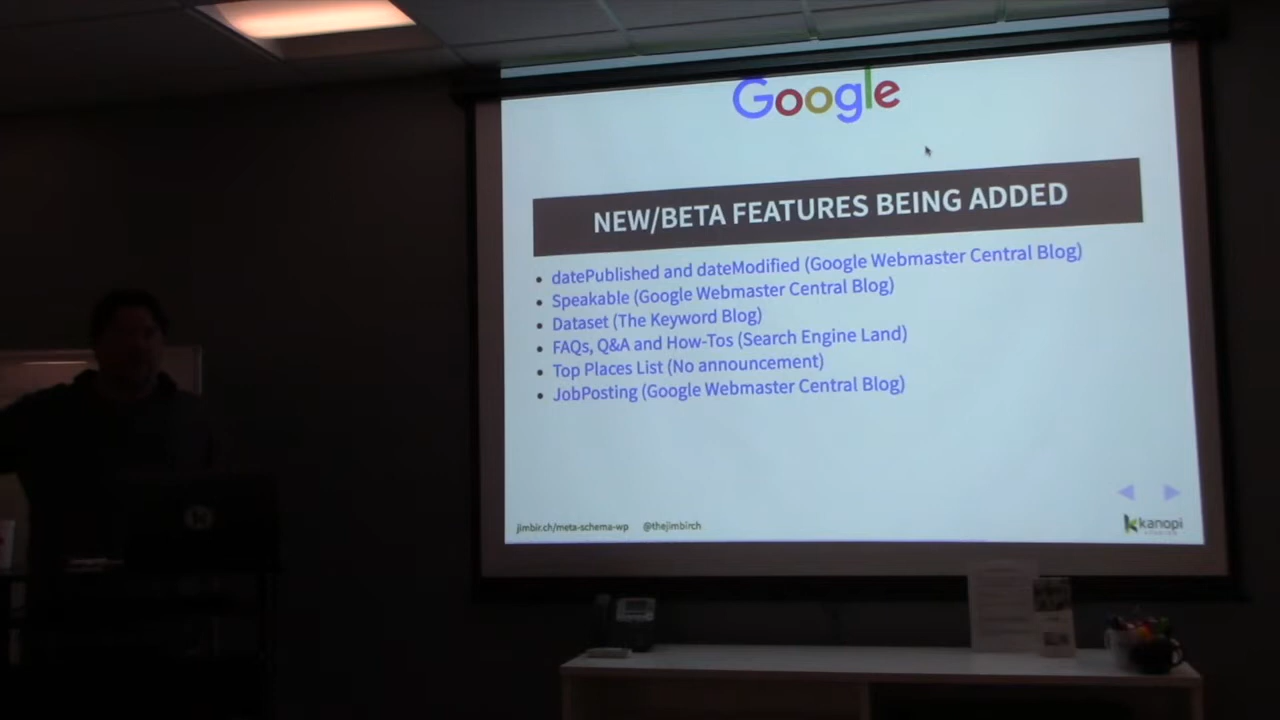 Google
NEW/BETA FEATURES BEING ADDED
datePublished and dateModified (Google Webmaster Central Blog)
Speakable (Google Webmaster Central Blog)
Dataset (The Keyword Blog)
FAQs, Q&A and How-Tos (Search Engine Land)
Top Places List (No announcement)
JobPosting (Google Webmaster Central Blog)
jimbir.ch/meta-schema-wp @thejimbirch
kanopi